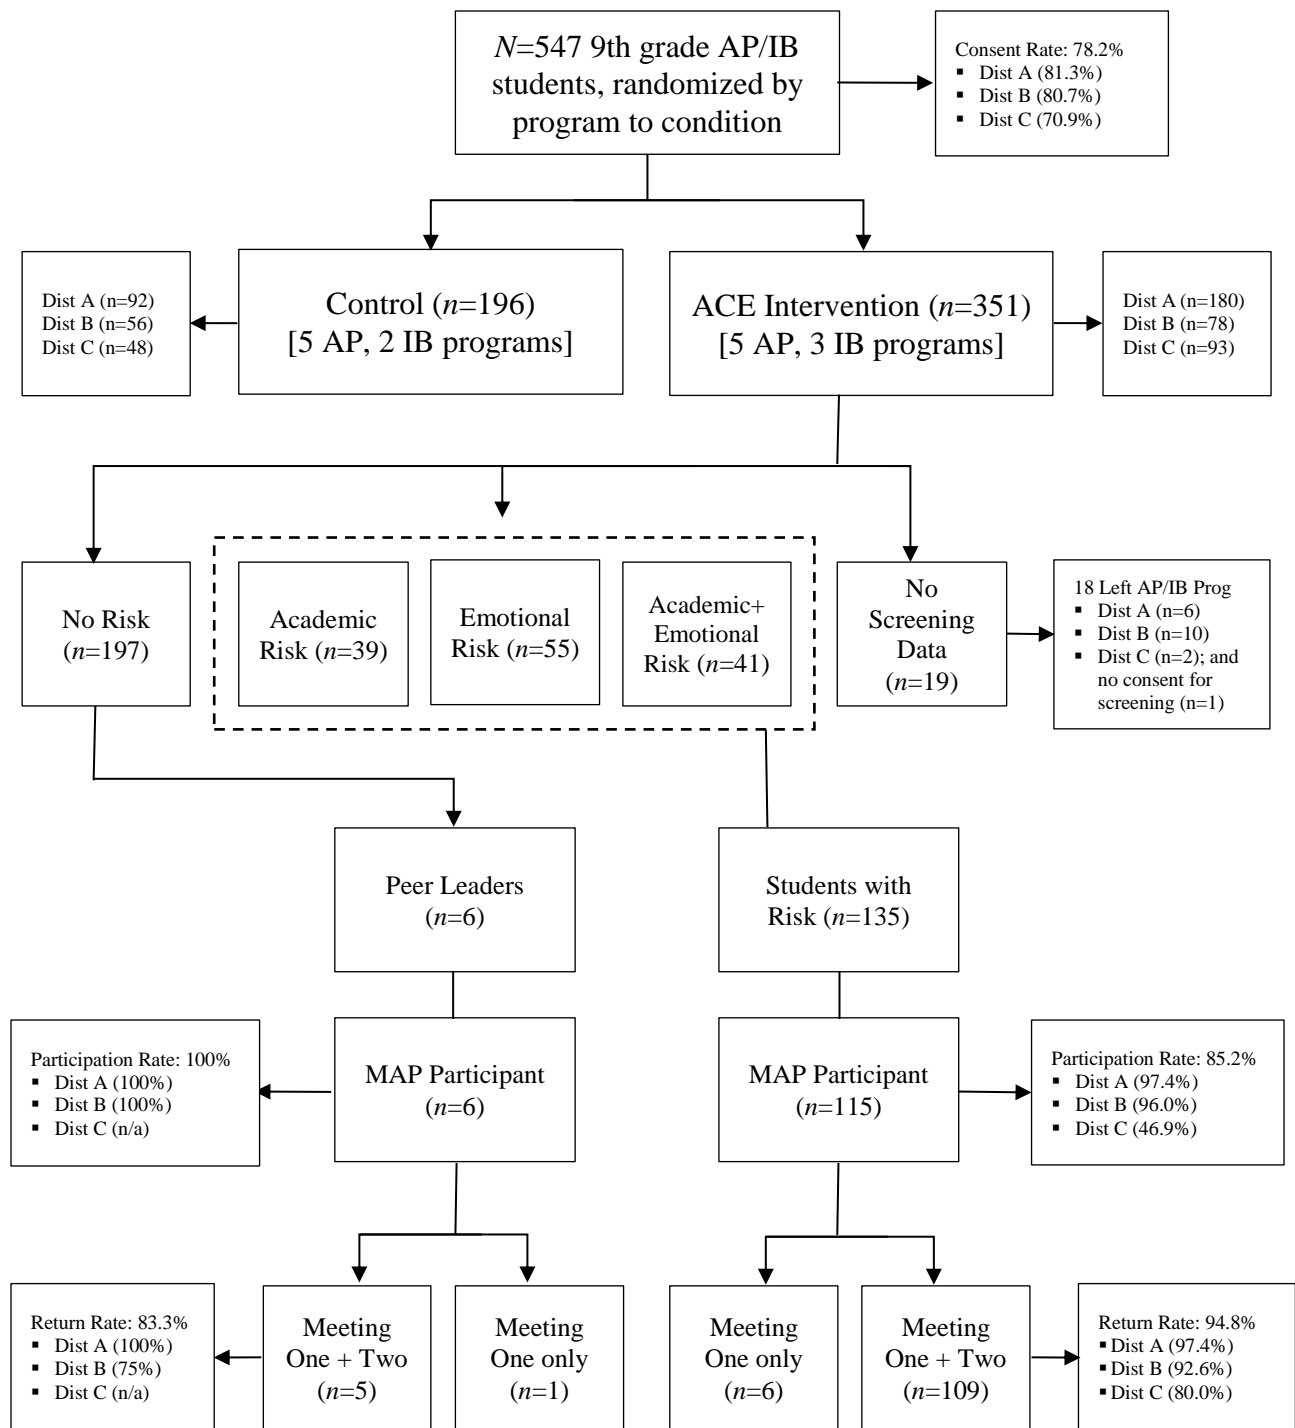 N=547 9th grade AP/IB
students, randomized by
program to condition
Consent Rate: 78.2%
▪ Dist A (81.3%)
▪ Dist B (80.7%)
▪ Dist C (70.9%)
Dist A (n=92)
Dist B (n=56)
Dist C (n=48)
Control (n=196)
[5 AP, 2 IB programs]
ACE Intervention (n=351)
[5 AP, 3 IB programs]
Dist A (n=180)
Dist B (n=78)
Dist C (n=93)
No Risk
(n=197)
Academic
Risk (n=39)
Emotional
Risk (n=55)
Academic+
Emotional
Risk (n=41)
No
Screening
Data
(n=19)
18 Left AP/IB Prog
▪ Dist A (n=6)
▪ Dist B (n=10)
▪ Dist C (n=2); and
no consent for
screening (n=1)
Peer Leaders
(n=6)
Students with
Risk (n=135)
Participation Rate: 100%
▪ Dist A (100%)
▪ Dist B (100%)
▪ Dist C (n/a)
MAP Participant
(n=6)
MAP Participant
(n=115)
Participation Rate: 85.2%
▪ Dist A (97.4%)
▪ Dist B (96.0%)
▪ Dist C (46.9%)
Return Rate: 83.3%
▪ Dist A (100%)
▪ Dist B (75%)
▪ Dist C (n/a)
Meeting
One + Two
(n=5)
Meeting
One only
(n=1)
Meeting
One only
(n=6)
Meeting
One + Two
(n=109)
Return Rate: 94.8%
▪ Dist A (97.4%)
▪ Dist B (92.6%)
▪ Dist C (80.0%)